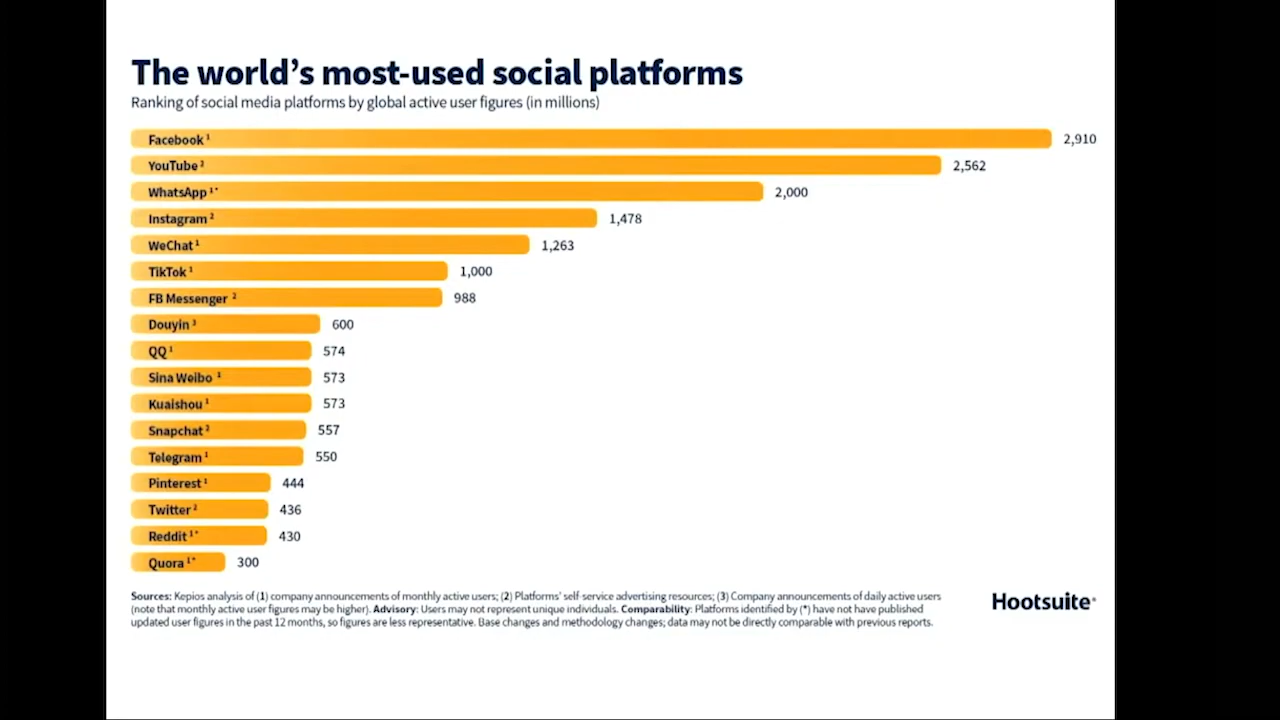 The world's most-used social platforms
Ranking of social media platforms by global active user figures (in millions)
Facebook ¹ 2,910
YouTube ² 2,562
WhatsApp ¹* 2,000
Instagram ² 1,478
WeChat ¹ 1,263
TikTok ¹ 1,000
FB Messenger ² 988
Douyin ³ 600
QQ ¹ 574
Sina Weibo ¹ 573
Kuaishou ¹ 573
Snapchat ² 557
Telegram ¹ 550
Pinterest ¹ 444
Twitter ² 436
Reddit ¹* 430
Quora ¹* 300
Sources: Kepios analysis of (1) company announcements of monthly active users; (2) Platforms' self-service advertising resources; (3) Company announcements of daily active users
(note that monthly active user figures may be higher). Advisory: Users may not represent unique individuals. Comparability: Platforms identified by (*) have not have published
updated user figures in the past 12 months, so figures are less representative. Base changes and methodology changes; data may not be directly comparable with previous reports.
Hootsuite®